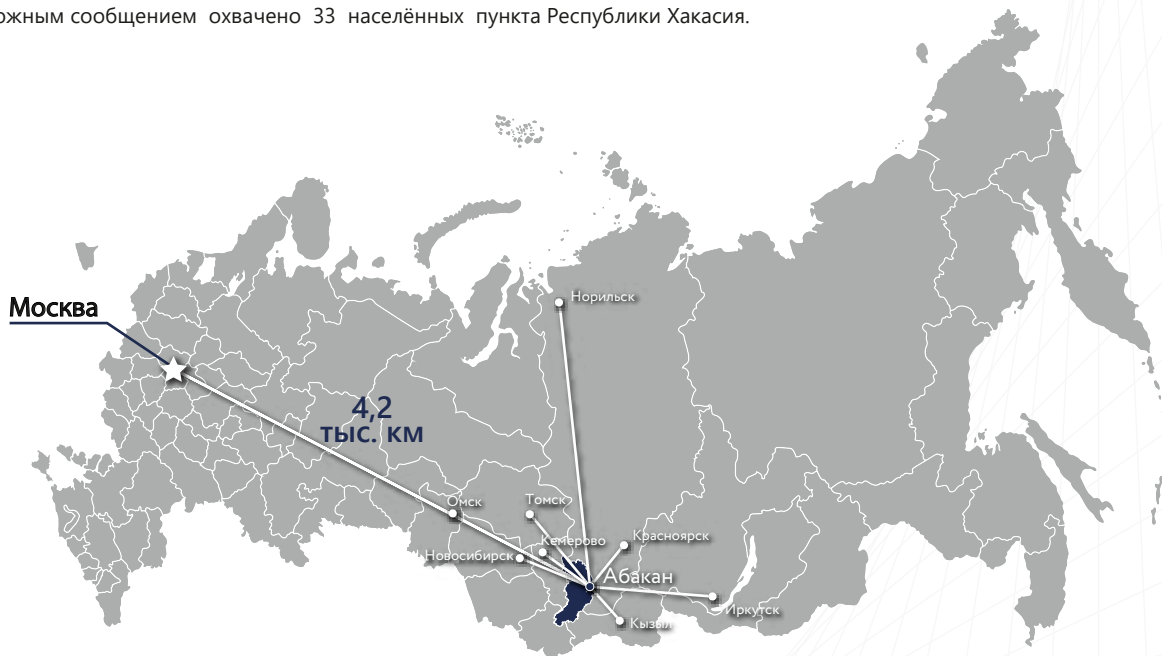 ожным сообщением охвачено 33 населённых пункта Республики Хакасия.
Норильск
Москва
4,2
тыс. км
Омск
Томск
Кемерово
Красноярск
Новосибирск
Абакан
Иркутск
Кызыл